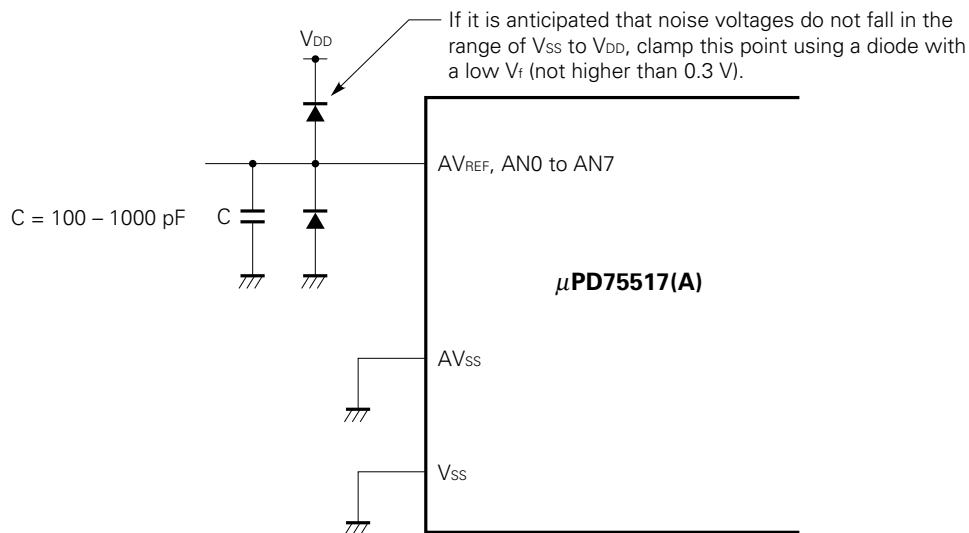 If it is anticipated that noise voltages do not fall in the
range of VSS to VDD, clamp this point using a diode with
a low Vf (not higher than 0.3 V).
VDD
AVREF, AN0 to AN7
C = 100 – 1000 pF
C
μPD75517(A)
AVSS
VSS